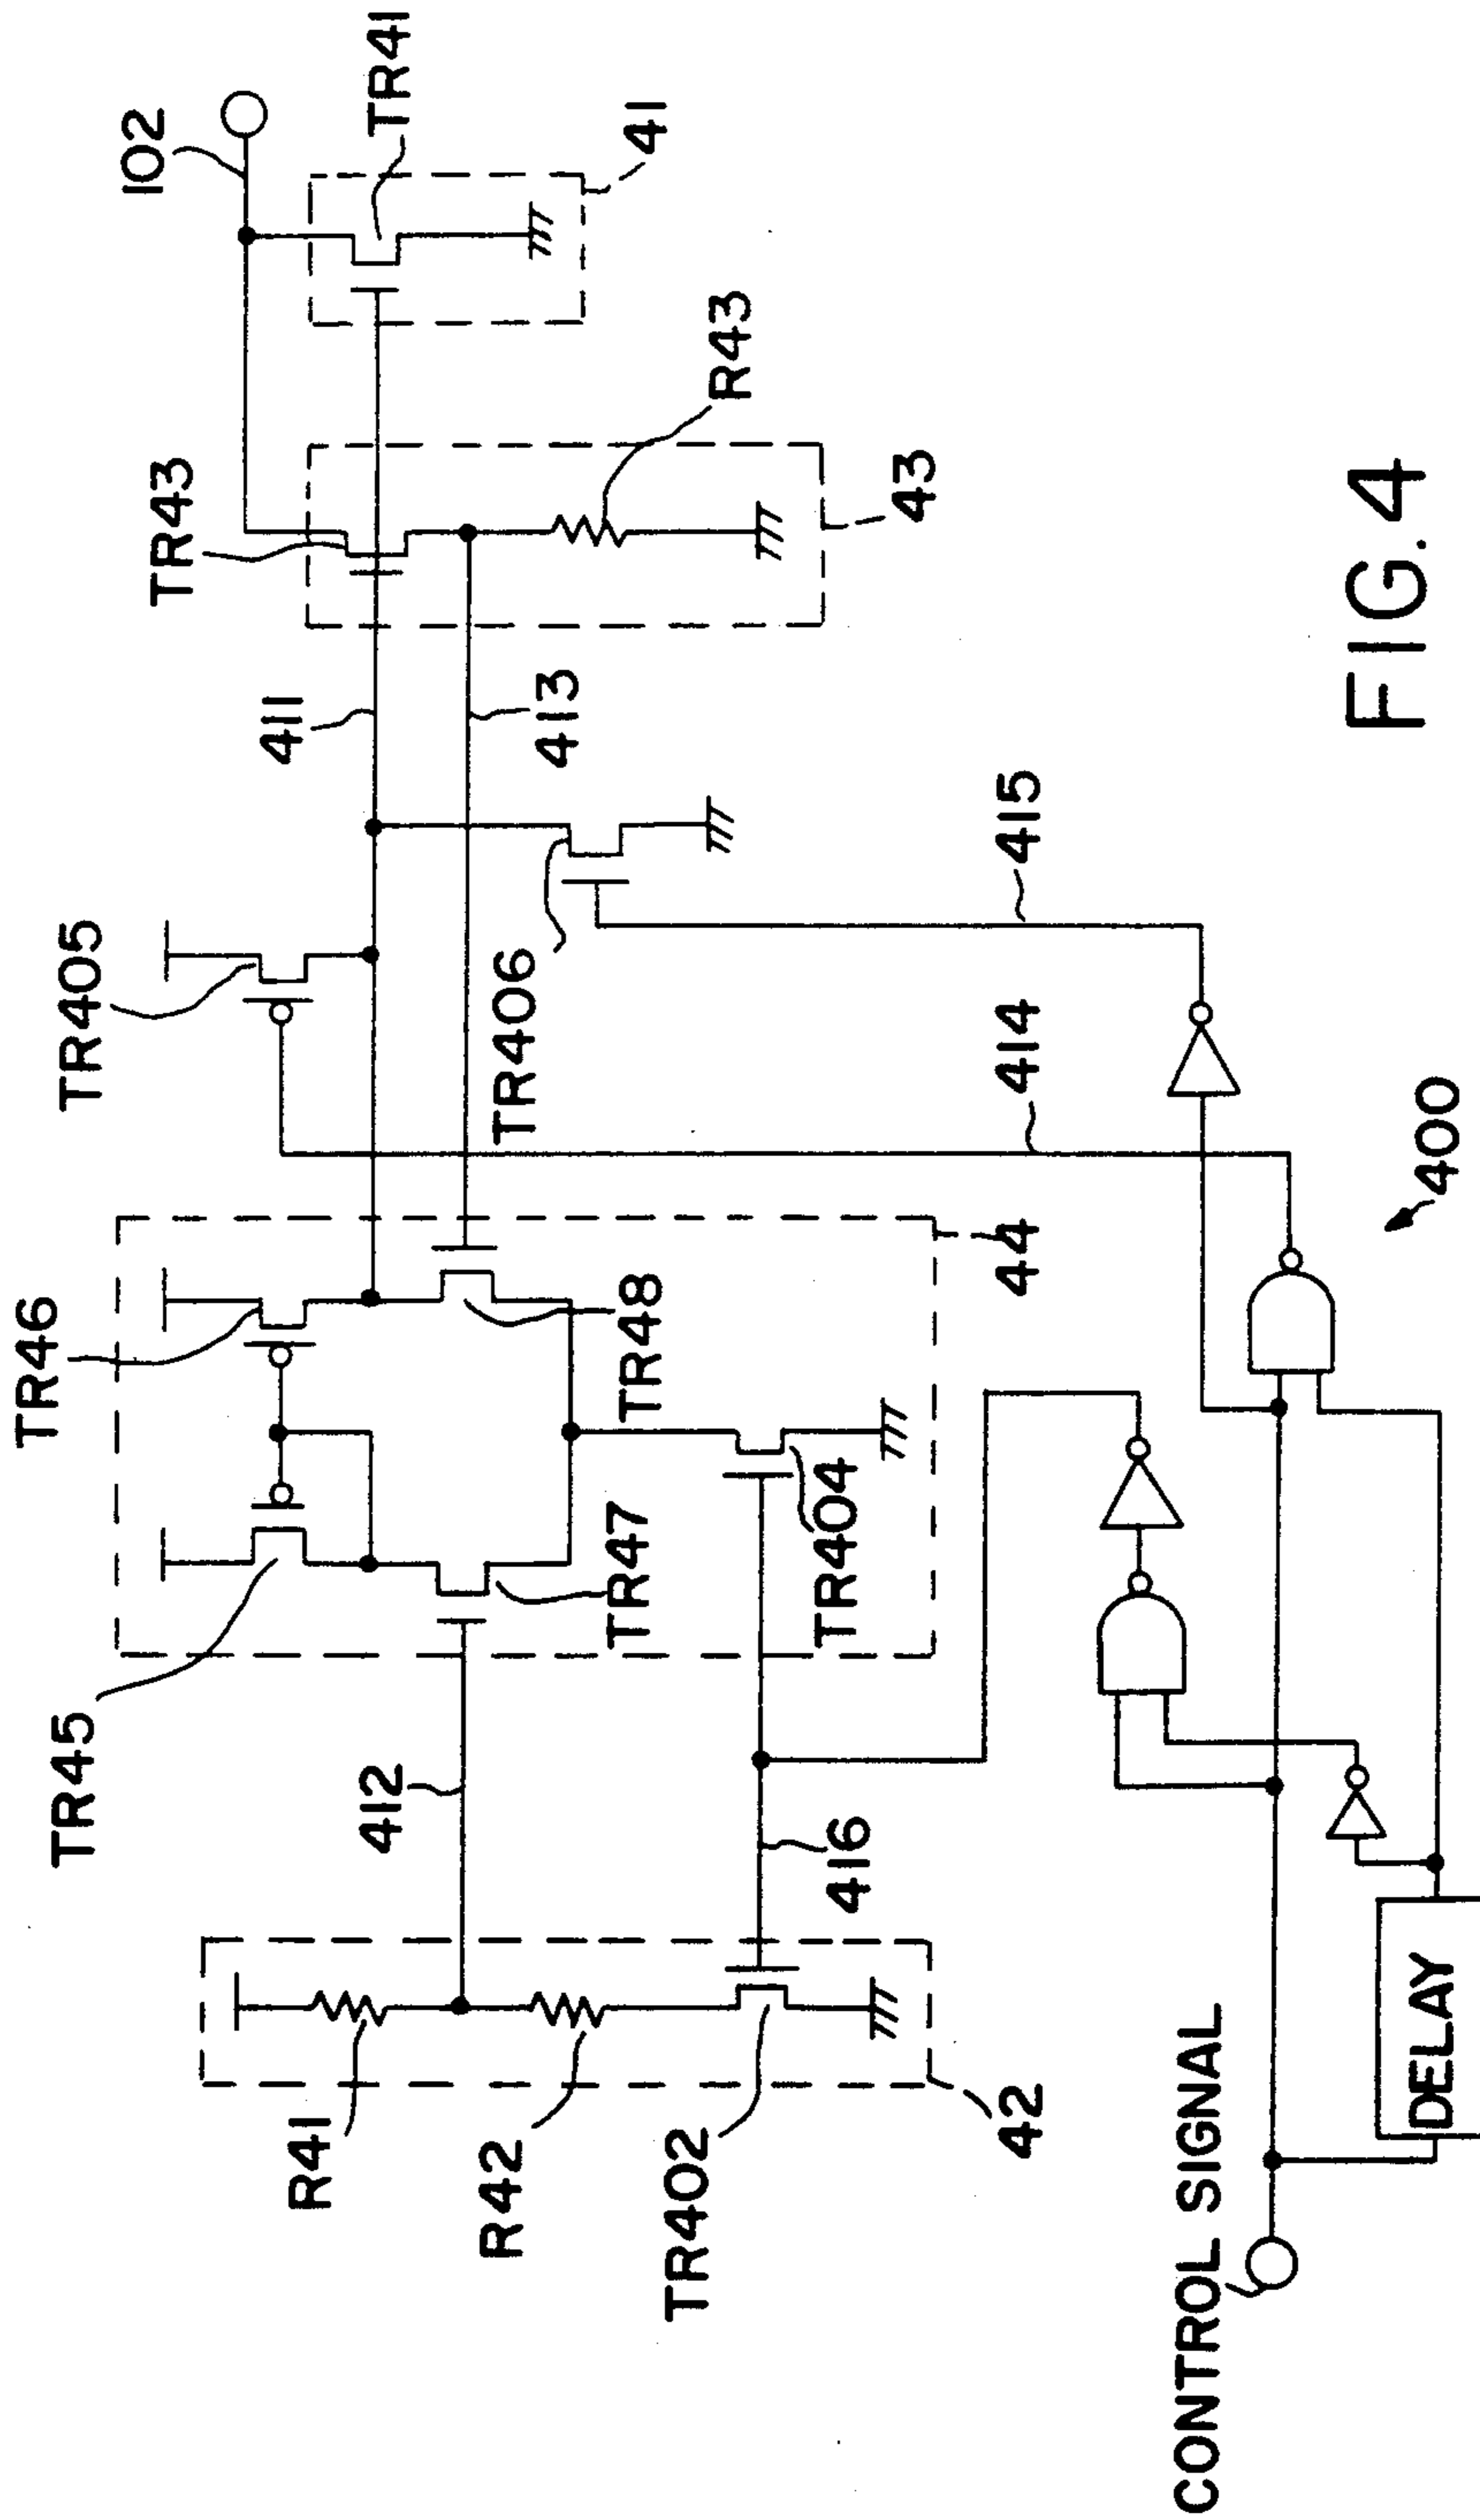 TR46
TR45
TR405
TR43
102
TR41
R41
412
TR47
TR48
411
413
TR406
R43
41
R42
TR402
416
TR404
44
414
415
43
42
CONTROL SIGNAL
DELAY
400
FIG. 4